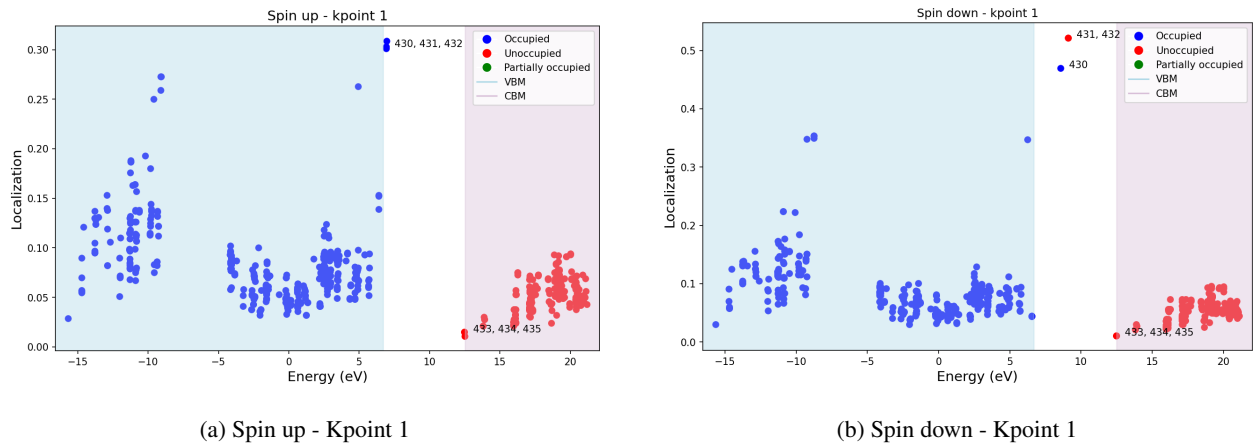 Spin up - kpoint 1
Localization
0.30
0.25
0.20
0.15
0.10
0.05
0.00
430, 431, 432
433, 434, 435
Occupied
Unoccupied
Partially occupied
VBM
CBM
−15
−10
−5
0
5
10
15
20
Energy (eV)
(a) Spin up - Kpoint 1
Spin down - kpoint 1
Localization
0.5
0.4
0.3
0.2
0.1
0.0
431, 432
430
433, 434, 435
Occupied
Unoccupied
Partially occupied
VBM
CBM
−15
−10
−5
0
5
10
15
20
Energy (eV)
(b) Spin down - Kpoint 1